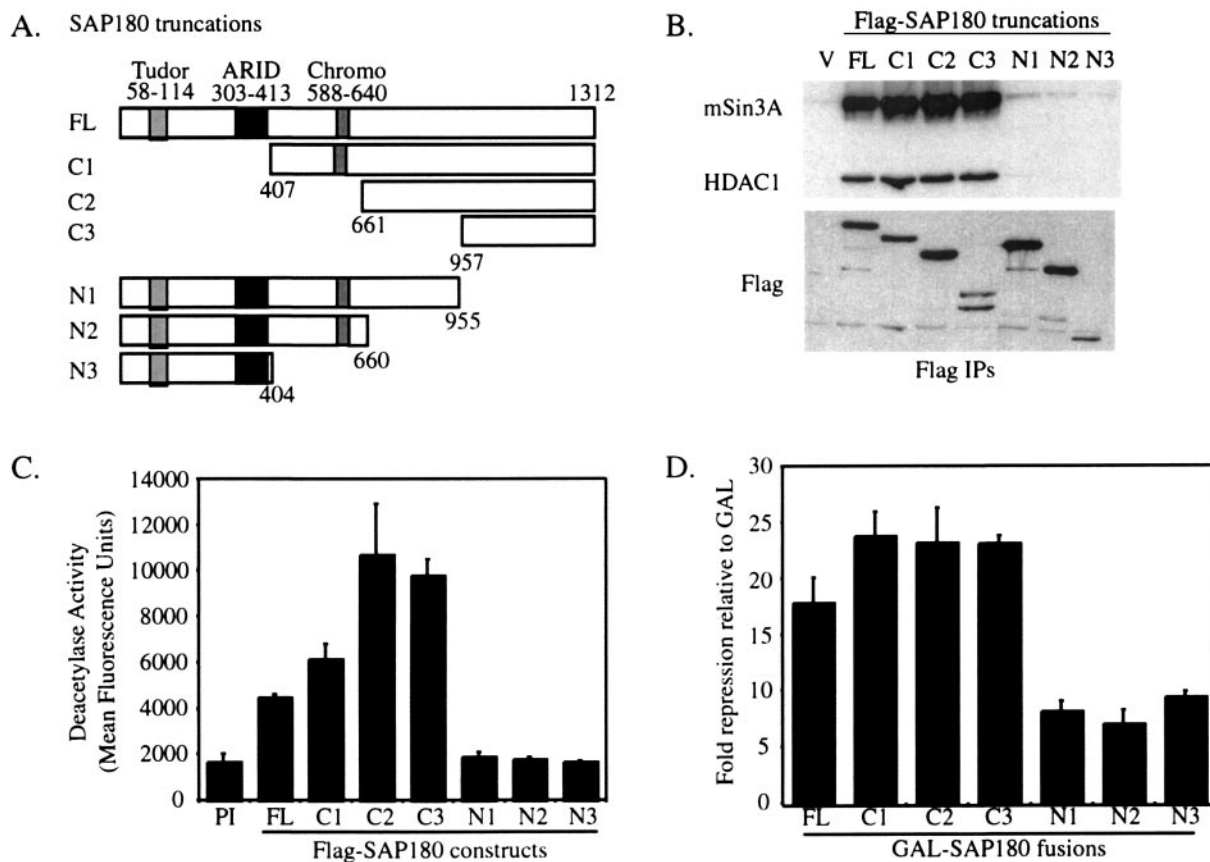 A. SAP180 truncations
Tudor ARID Chromo
58-114 303-413 588-640 1312
FL
C1
407
C2
661
C3
957
N1
955
N2
660
N3
404
B. Flag-SAP180 truncations
V FL C1 C2 C3 N1 N2 N3
mSin3A
HDAC1
Flag
Flag IPs
C.
Deacetylase Activity
(Mean Fluorescence Units)
14000
12000
10000
8000
6000
4000
2000
0
PI FL C1 C2 C3 N1 N2 N3
Flag-SAP180 constructs
D.
Fold repression relative to GAL
30
25
20
15
10
5
0
FL C1 C2 C3 N1 N2 N3
GAL-SAP180 fusions